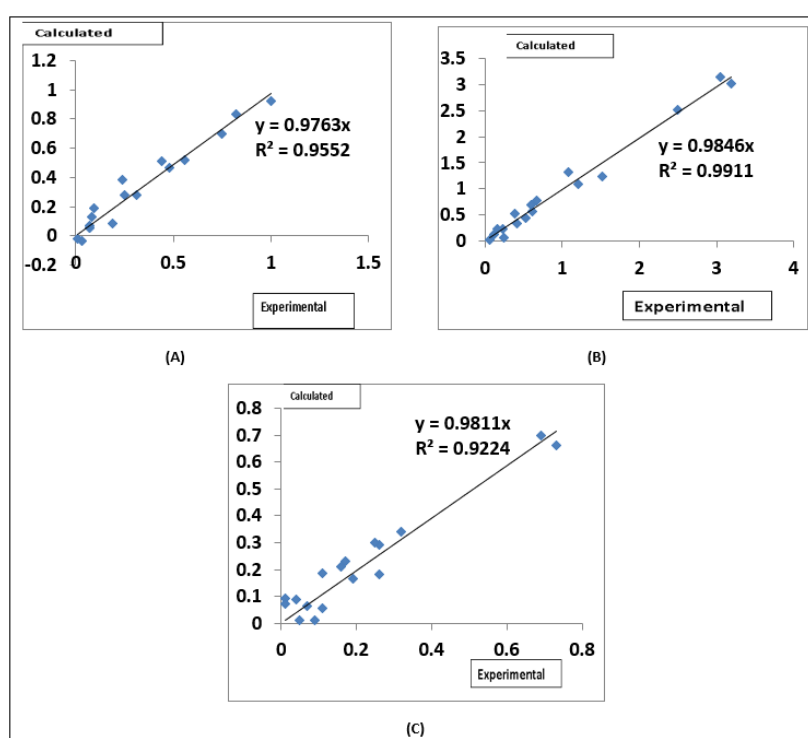 Calculated
1.2
1
0.8
0.6
0.4
0.2
0
-0.2
y = 0.9763x
R² = 0.9552
0 0.5 1 1.5
Experimental
(A)
Calculated
3.5
3
2.5
2
1.5
1
0.5
0
y = 0.9846x
R² = 0.9911
0 1 2 3 4
Experimental
(B)
Calculated
0.8
0.7
0.6
0.5
0.4
0.3
0.2
0.1
0
y = 0.9811x
R² = 0.9224
0 0.2 0.4 0.6 0.8
Experimental
(C)